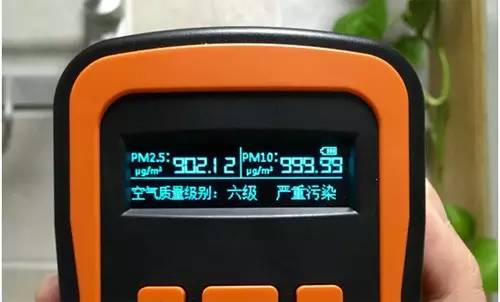 PM2.5: 902.12 PM10: 999.99
μg/m³ μg/m³
空气质量级别：六级 严重污染